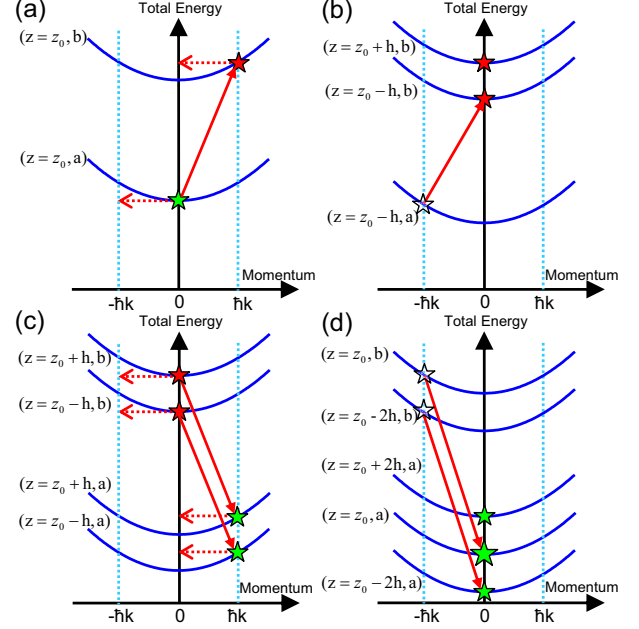 (a)
Total Energy
(z = z₀, b)
(z = z₀, a)
Momentum
-ħk
0
ħk
(b)
Total Energy
(z = z₀ + h, b)
(z = z₀ − h, b)
(z = z₀ − h, a)
Momentum
-ħk
0
ħk
(c)
Total Energy
(z = z₀ + h, b)
(z = z₀ − h, b)
(z = z₀ + h, a)
(z = z₀ − h, a)
Momentum
-ħk
0
ħk
(d)
Total Energy
(z = z₀, b)
(z = z₀ - 2h, b)
(z = z₀ + 2h, a)
(z = z₀, a)
(z = z₀ − 2h, a)
Momentum
-ħk
0
ħk